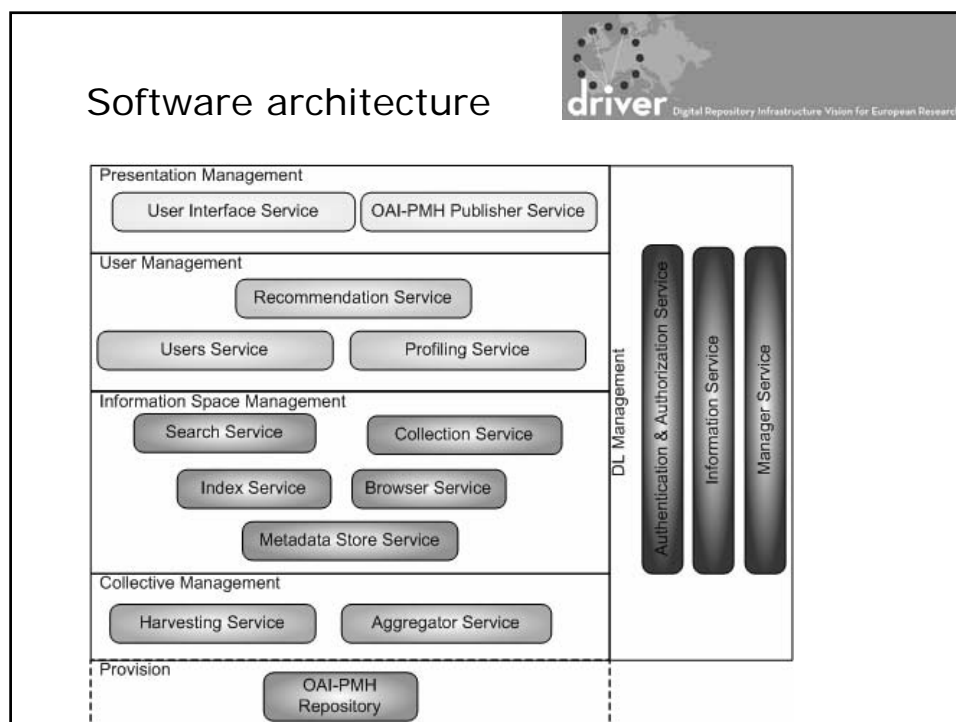 Software architecture
driver Digital Repository Infrastructure Vision for European Research
Presentation Management
User Interface Service
OAI-PMH Publisher Service
User Management
Recommendation Service
Users Service
Profiling Service
Information Space Management
Search Service
Collection Service
Index Service
Browser Service
Metadata Store Service
Collective Management
Harvesting Service
Aggregator Service
Provision
OAI-PMH
Repository
DL Management
Authentication & Authorization Service
Information Service
Manager Service